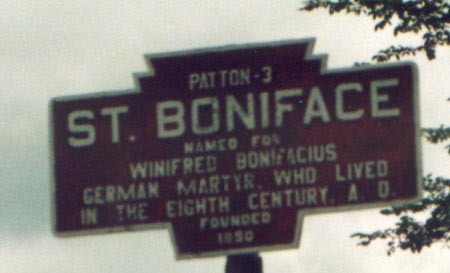 PATTON-3
ST. BONIFACE
NAMED FOR
WINIFRED BONIFACIUS
GERMAN MARTYR, WHO LIVED
IN THE EIGHTH CENTURY, A. D.
FOUNDED
1850